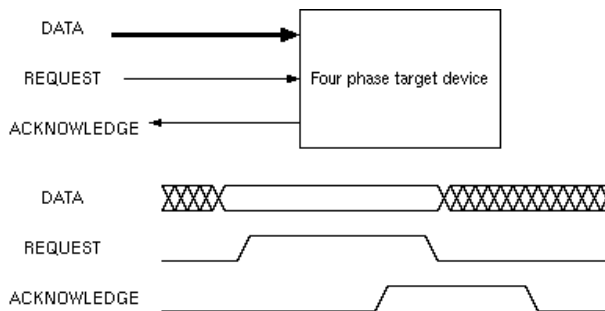 DATA
REQUEST
Four phase target device
ACKNOWLEDGE
DATA
REQUEST
ACKNOWLEDGE